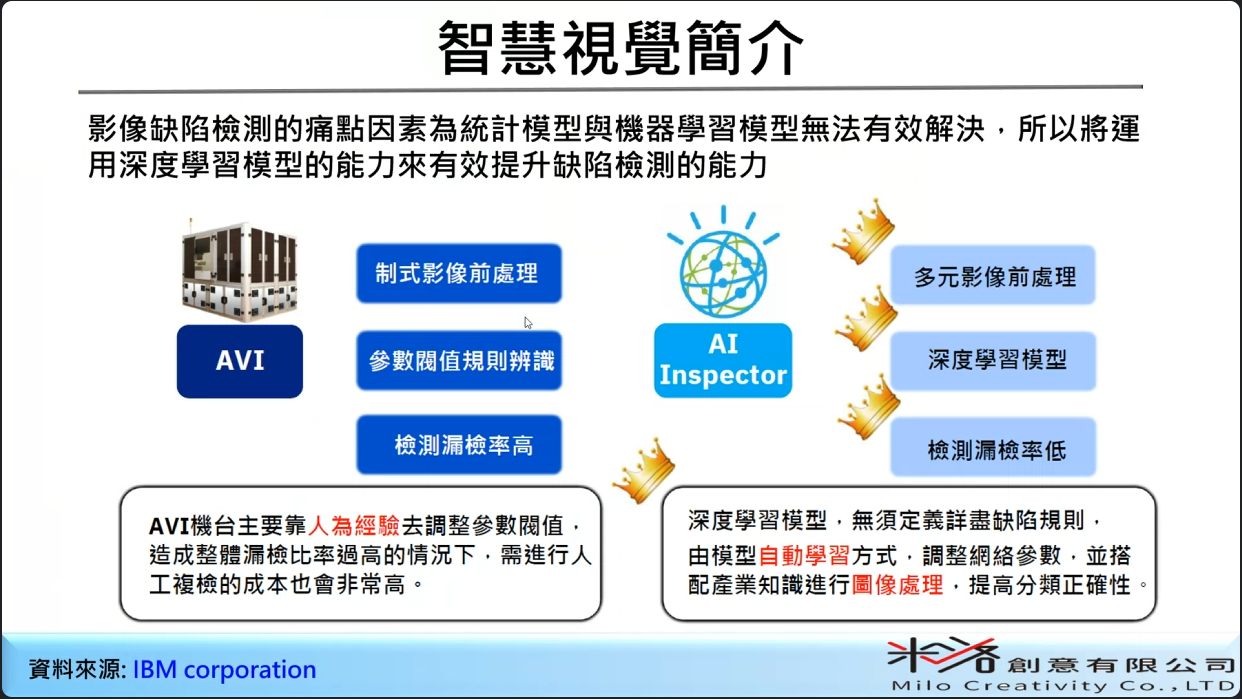 智慧視覺簡介
影像缺陷檢測的痛點因素為統計模型與機器學習模型無法有效解決，所以將運
用深度學習模型的能力來有效提升缺陷檢測的能力
AVI
制式影像前處理
參數閥值規則辨識
檢測漏檢率高
AI
Inspector
多元影像前處理
深度學習模型
檢測漏檢率低
AVI機台主要靠人為經驗去調整參數閥值，
造成整體漏檢比率過高的情況下，需進行人
工複檢的成本也會非常高。
深度學習模型，無須定義詳盡缺陷規則，
由模型自動學習方式，調整網絡參數，並搭
配產業知識進行圖像處理，提高分類正確性。
資料來源: IBM corporation
米洛創意有限公司
Milo Creativity Co.,LTD